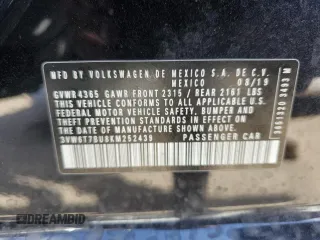 MFD. BY VOLKSWAGEN DE MEXICO S.A. DE C.V.
MEXICO 08/19
GVWR 4365 GAWR FRONT 2315 / REAR 2161 LBS
THIS VEHICLE CONFORMS TO ALL APPLICABLE
FEDERAL MOTOR VEHICLE SAFETY, BUMPER AND
THEFT PREVENTION STANDARDS IN EFFECT ON THE
DATE OF MANUFACTURE SHOWN ABOVE.
3VW6T7BU8KM252439 PASSENGER CAR